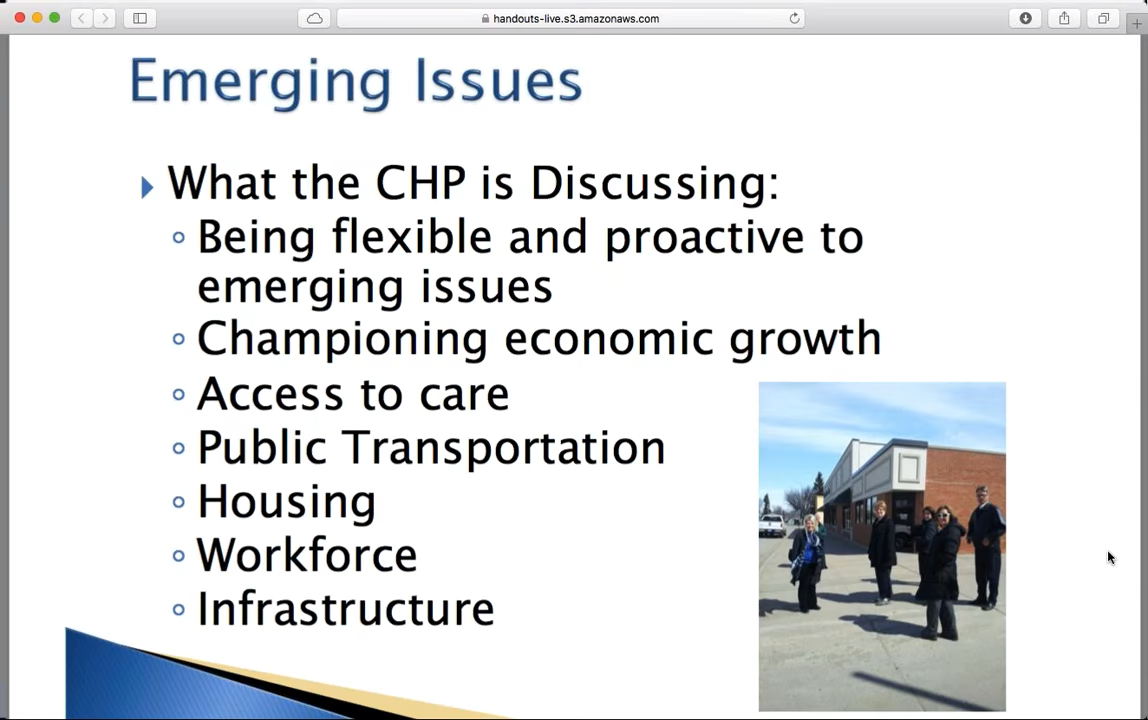 handouts-live.s3.amazonaws.com
Emerging Issues
What the CHP is Discussing:
Being flexible and proactive to
emerging issues
Championing economic growth
Access to care
Public Transportation
Housing
Workforce
Infrastructure